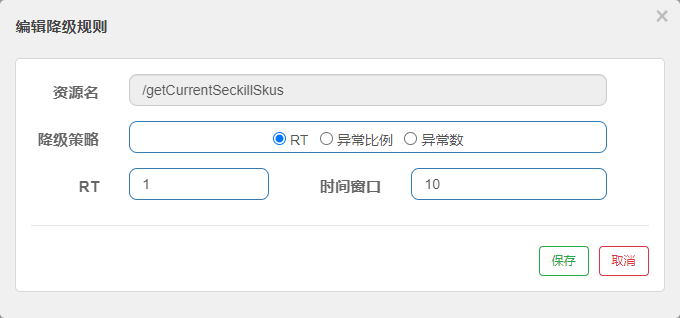 编辑降级规则 ×
资源名 /getCurrentSeckillSkus
降级策略 RT 异常比例 异常数
RT 1 时间窗口 10
保存 取消